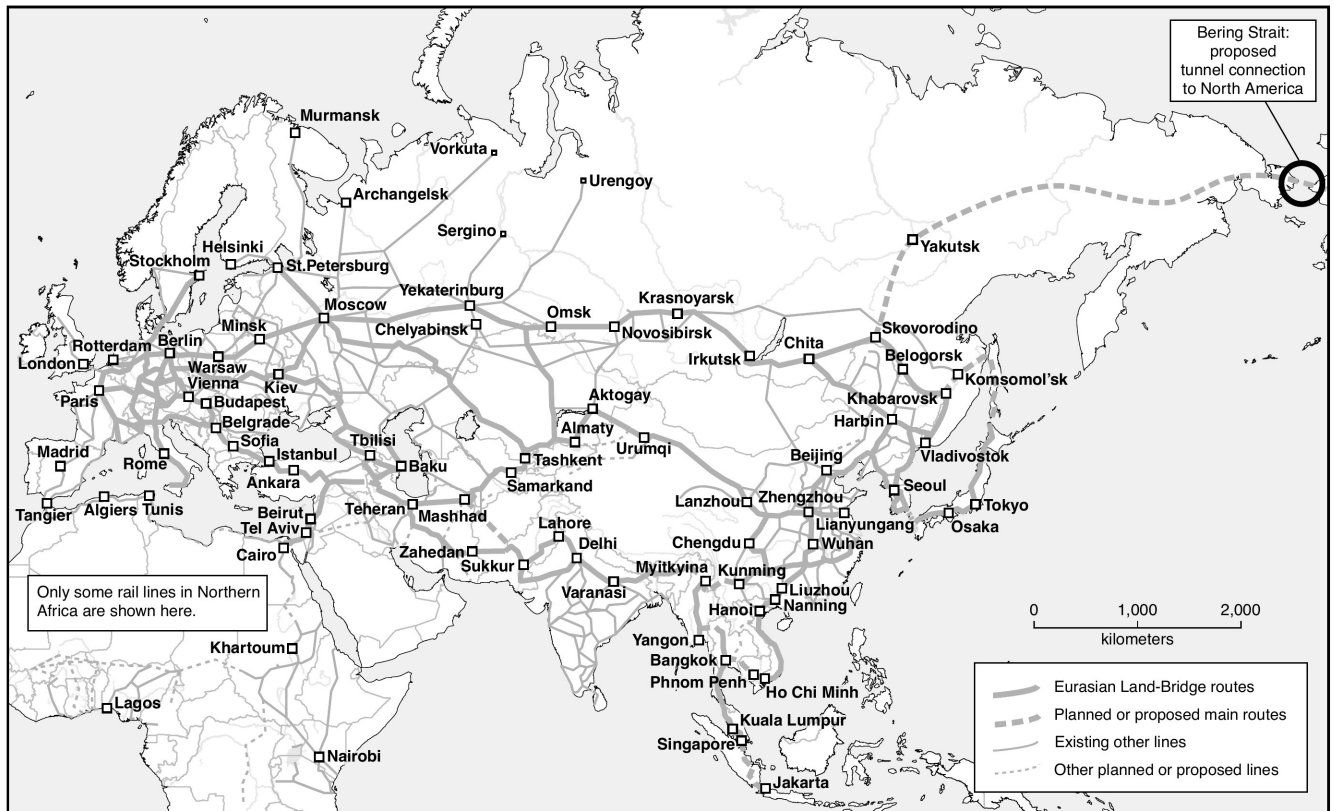 Bering Strait:
proposed
tunnel connection
to North America
Murmansk
Vorkuta
Urengoy
Archangelsk
Sergino
Yakutsk
Helsinki
Stockholm
St.Petersburg
Yekaterinburg
Krasnoyarsk
Moscow
Omsk
Chelyabinsk
Novosibirsk
Minsk
Skovorodino
Berlin
Rotterdam
Chita
London
Irkutsk
Belogorsk
Warsaw
Vienna
Kiev
Komsomol'sk
Paris
Budapest
Aktogay
Khabarovsk
Belgrade
Almaty
Harbin
Sofia
Tbilisi
Urumqi
Madrid
Rome
Istanbul
Beijing
Vladivostok
Ankara
Baku
Tashkent
Samarkand
Seoul
Tangier
Algiers
Tunis
Beirut
Teheran
Mashhad
Lanzhou
Zhengzhou
Tokyo
Tel Aviv
Lahore
Lianyungang
Osaka
Cairo
Zahedan
Delhi
Chengdu
Wuhan
Sukkur
Myitkyina
Kunming
Varanasi
Liuzhou
Only some rail lines in Northern
Africa are shown here.
Hanoi
Nanning
0 1,000 2,000
kilometers
Khartoum
Yangon
Bangkok
Phnom Penh
Ho Chi Minh
Lagos
Kuala Lumpur
Singapore
Nairobi
Jakarta
Eurasian Land-Bridge routes
Planned or proposed main routes
Existing other lines
Other planned or proposed lines